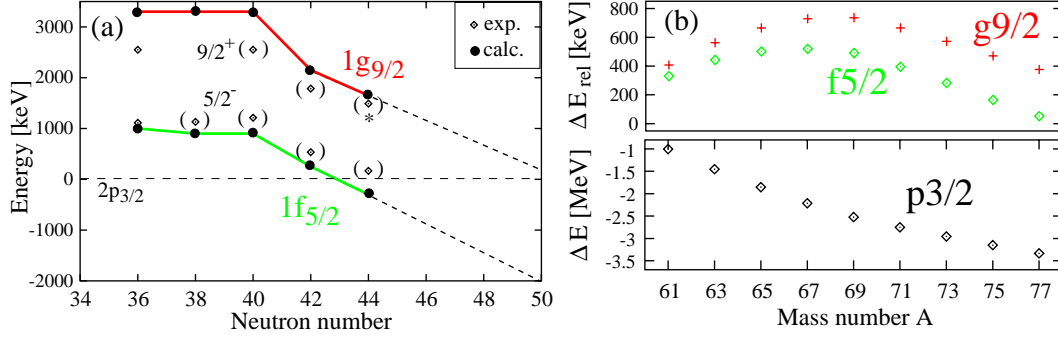 (a)
exp.
calc.
9/2+
1g9/2
5/2-
( )
( )
( )
( )
( )
( )
( )
*
2p3/2
1f5/2
Energy [keV]
3000
2000
1000
0
-1000
-2000
34 36 38 40 42 44 46 48 50
Neutron number
(b)
g9/2
f5/2
Δ E rel [keV]
800
600
400
200
0
p3/2
Δ E [MeV]
-1
-1.5
-2
-2.5
-3
-3.5
61 63 65 67 69 71 73 75 77
Mass number A